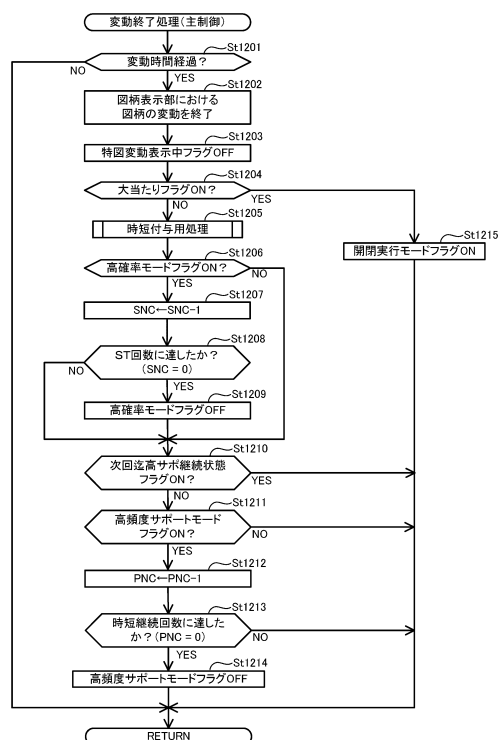 変動終了処理(主制御)
St1201
変動時間経過？
NO
YES
St1202
図柄表示部における
図柄の変動を終了
St1203
特図変動表示中フラグOFF
St1204
大当たりフラグON？
YES
NO
St1205
時短付与用処理
St1215
開閉実行モードフラグON
St1206
高確率モードフラグON？
NO
YES
St1207
SNC←SNC-1
St1208
ST回数に達したか？
(SNC = 0)
NO
YES
St1209
高確率モードフラグOFF
St1210
次回迄高サポ継続状態
フラグON？
YES
NO
St1211
高頻度サポートモード
フラグON？
NO
YES
St1212
PNC←PNC-1
St1213
時短継続回数に達した
か？(PNC = 0)
NO
YES
St1214
高頻度サポートモードフラグOFF
RETURN